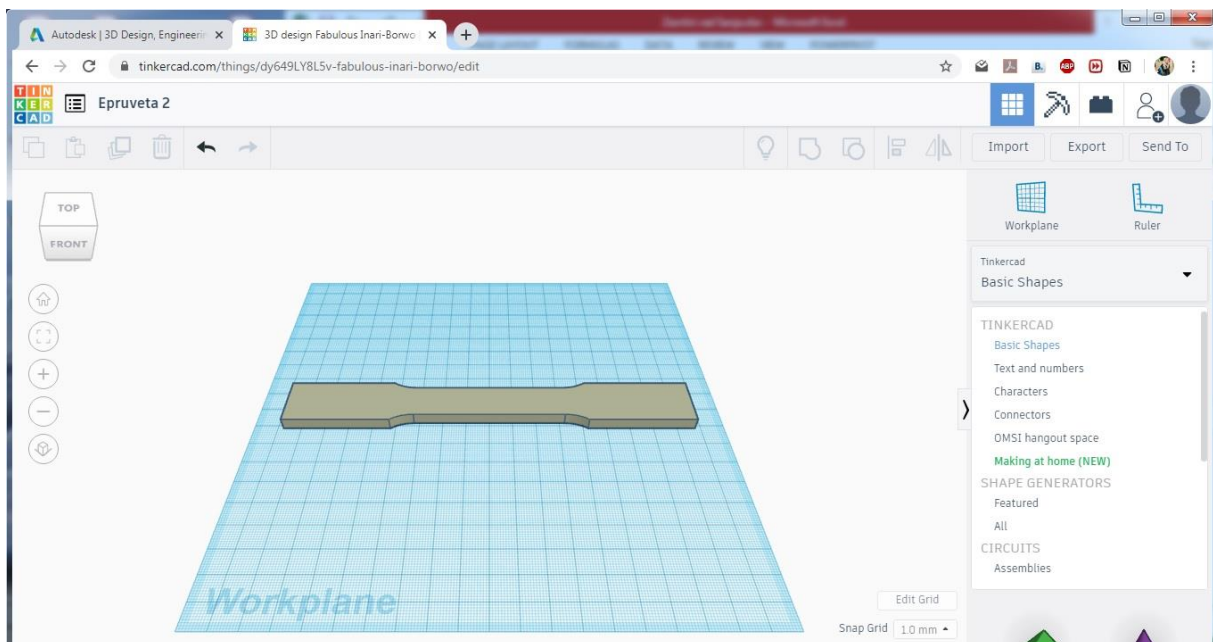 Autodesk | 3D Design, Engineerin
3D design Fabulous Inari-Borwo
tinkercad.com/things/dy649LY8L5v-fabulous-inari-borwo/edit
TIN
KER
CAD
Epruveta 2
Import
Export
Send To
TOP
FRONT
Workplane
Ruler
Tinkercad
Basic Shapes
TINKERCAD
Basic Shapes
Text and numbers
Characters
Connectors
OMSI hangout space
Making at home (NEW)
SHAPE GENERATORS
Featured
All
CIRCUITS
Assemblies
Workplane
Edit Grid
Snap Grid 1.0 mm